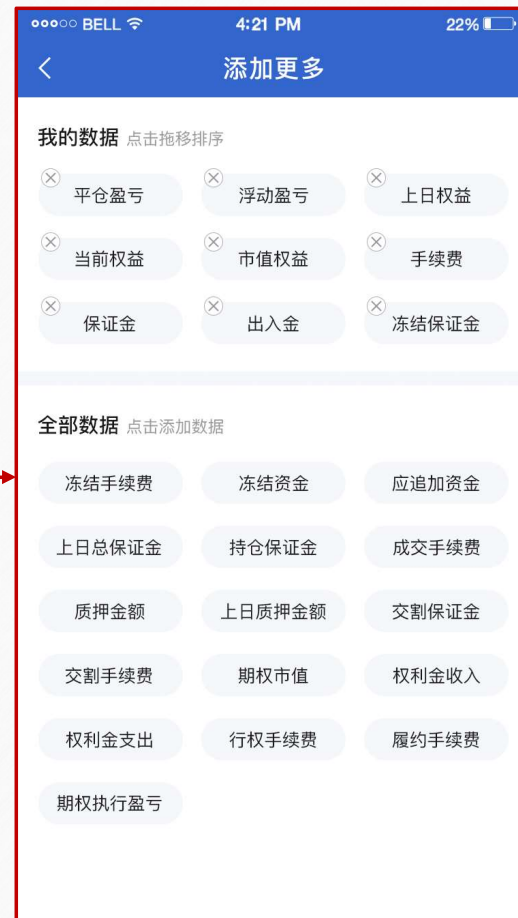 BELL 4:21 PM 22%
添加更多
我的数据 点击拖移排序
平仓盈亏 浮动盈亏 上日权益
当前权益 市值权益 手续费
保证金 出入金 冻结保证金
全部数据 点击添加数据
冻结手续费 冻结资金 应追加资金
上日总保证金 持仓保证金 成交手续费
质押金额 上日质押金额 交割保证金
交割手续费 期权市值 权利金收入
权利金支出 行权手续费 履约手续费
期权执行盈亏